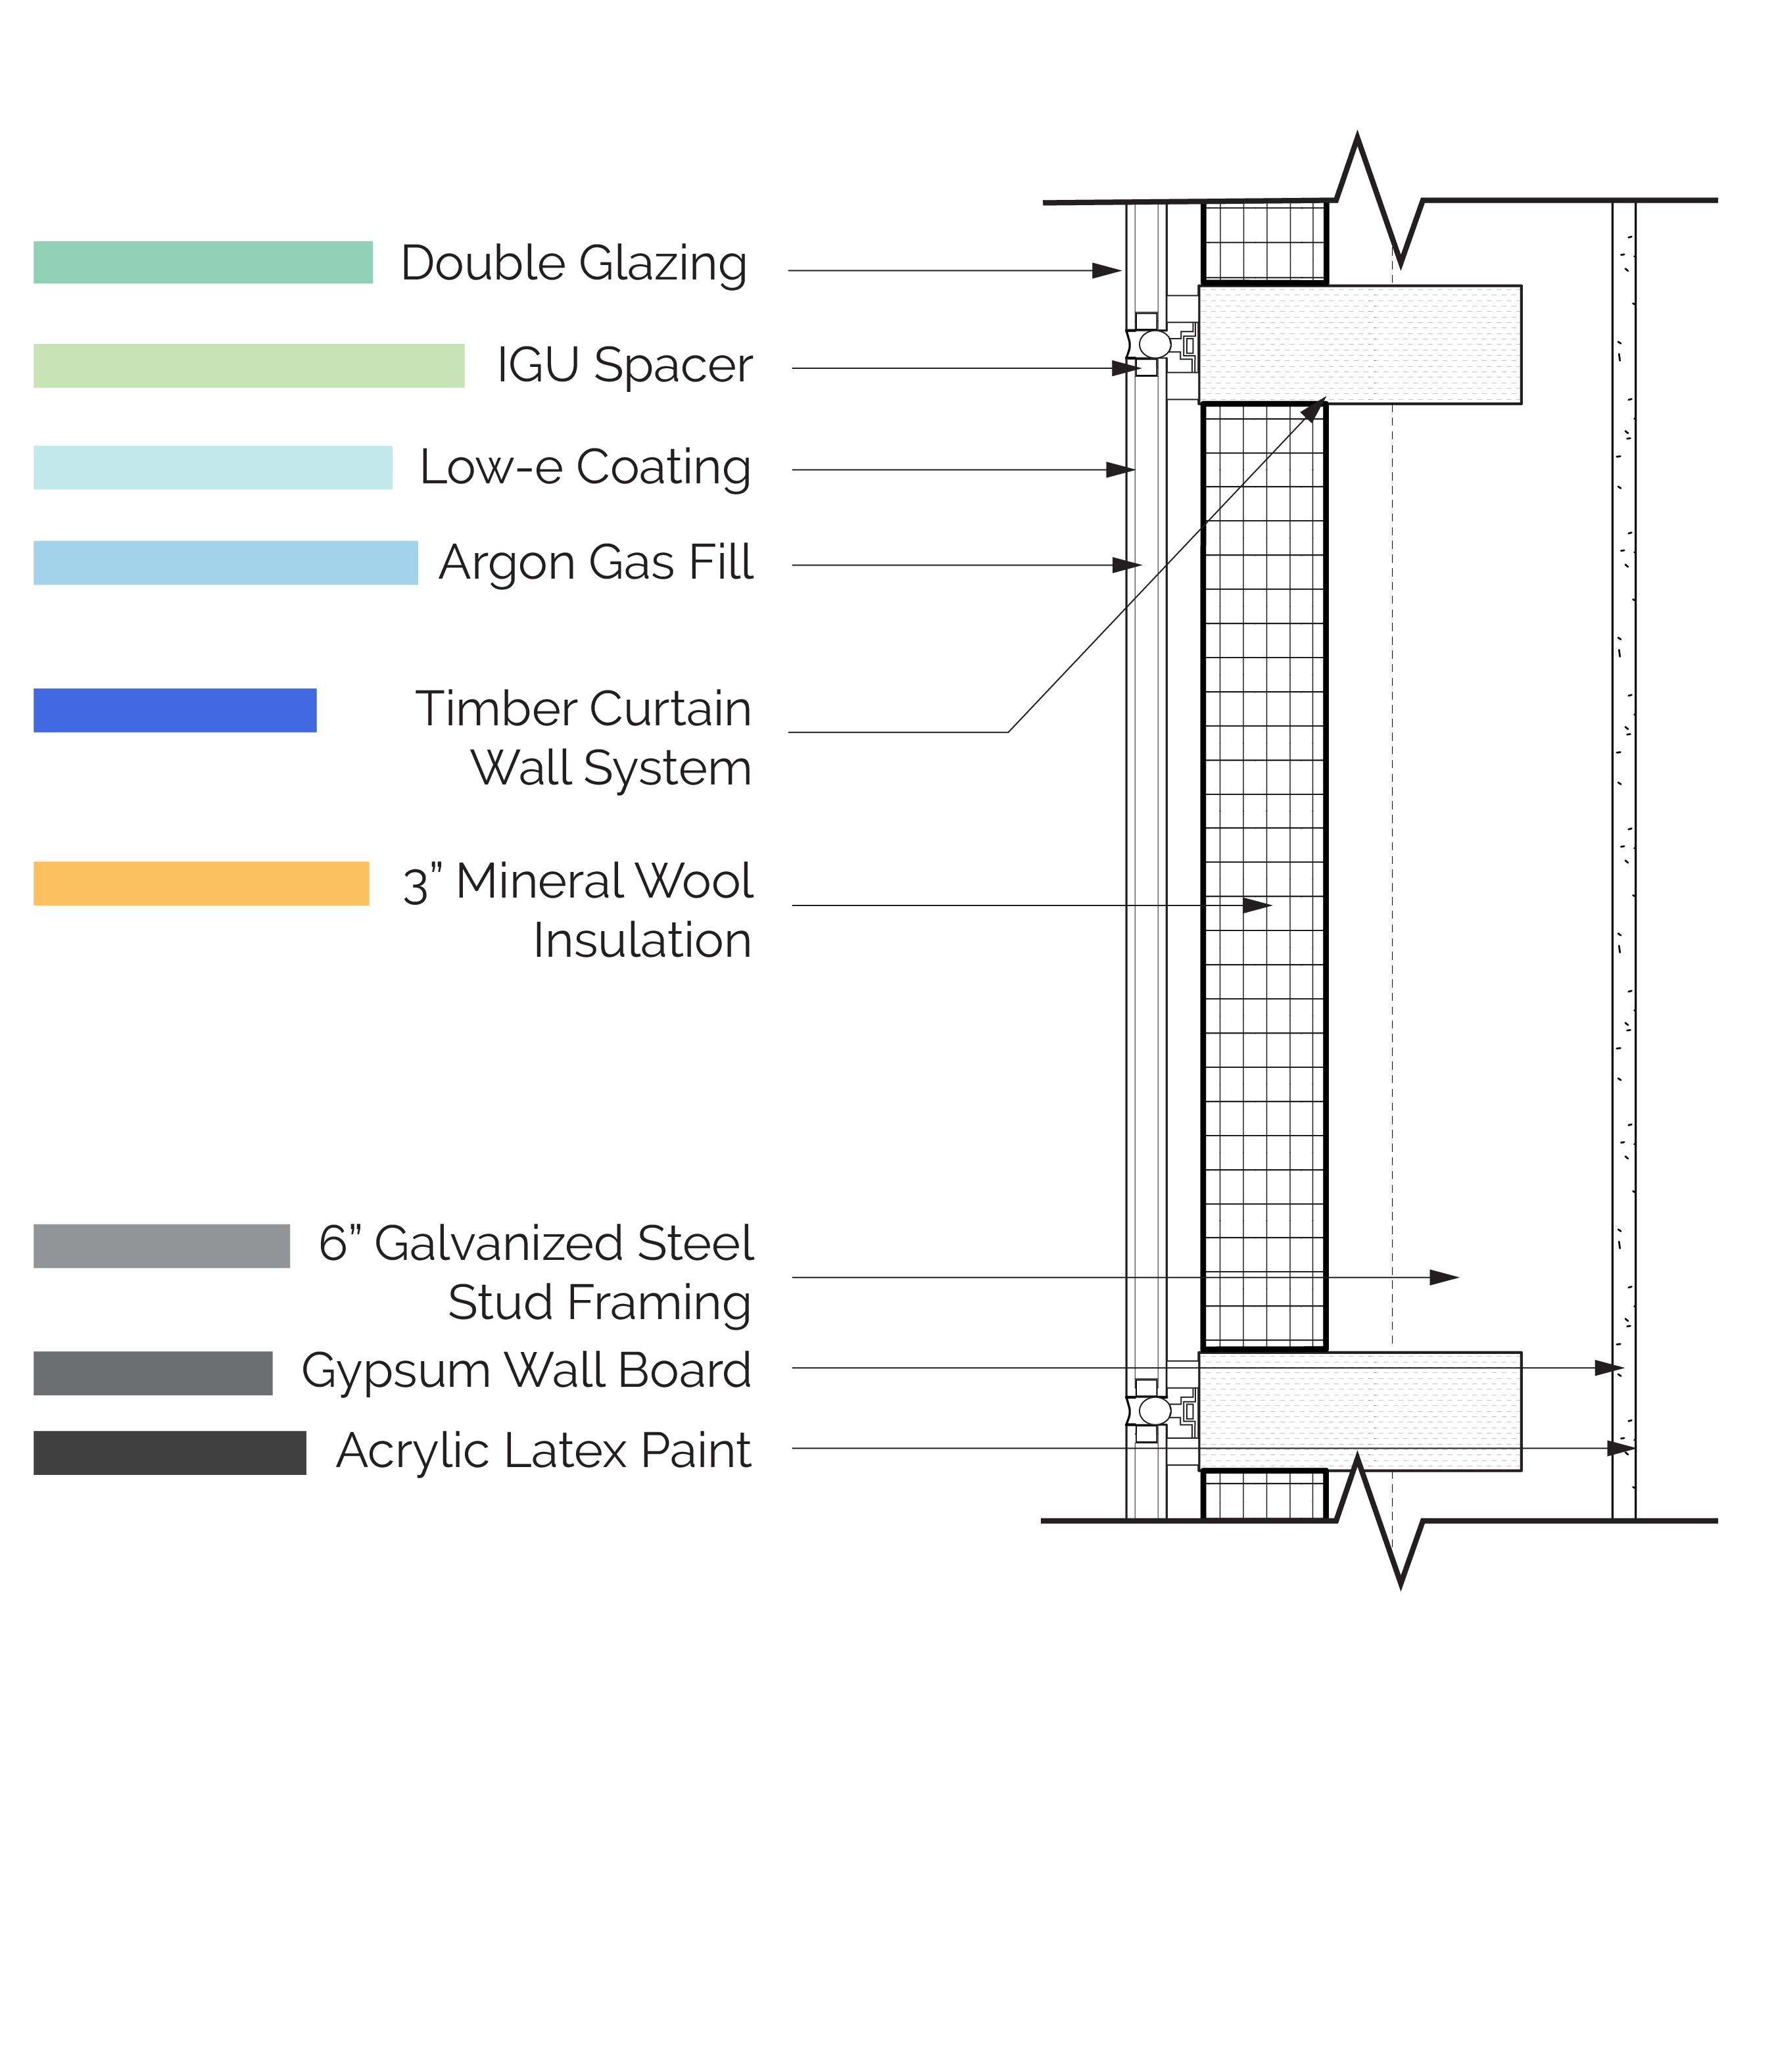 Double Glazing
IGU Spacer
Low-e Coating
Argon Gas Fill
Timber Curtain
Wall System
3” Mineral Wool
Insulation
6” Galvanized Steel
Stud Framing
Gypsum Wall Board
Acrylic Latex Paint